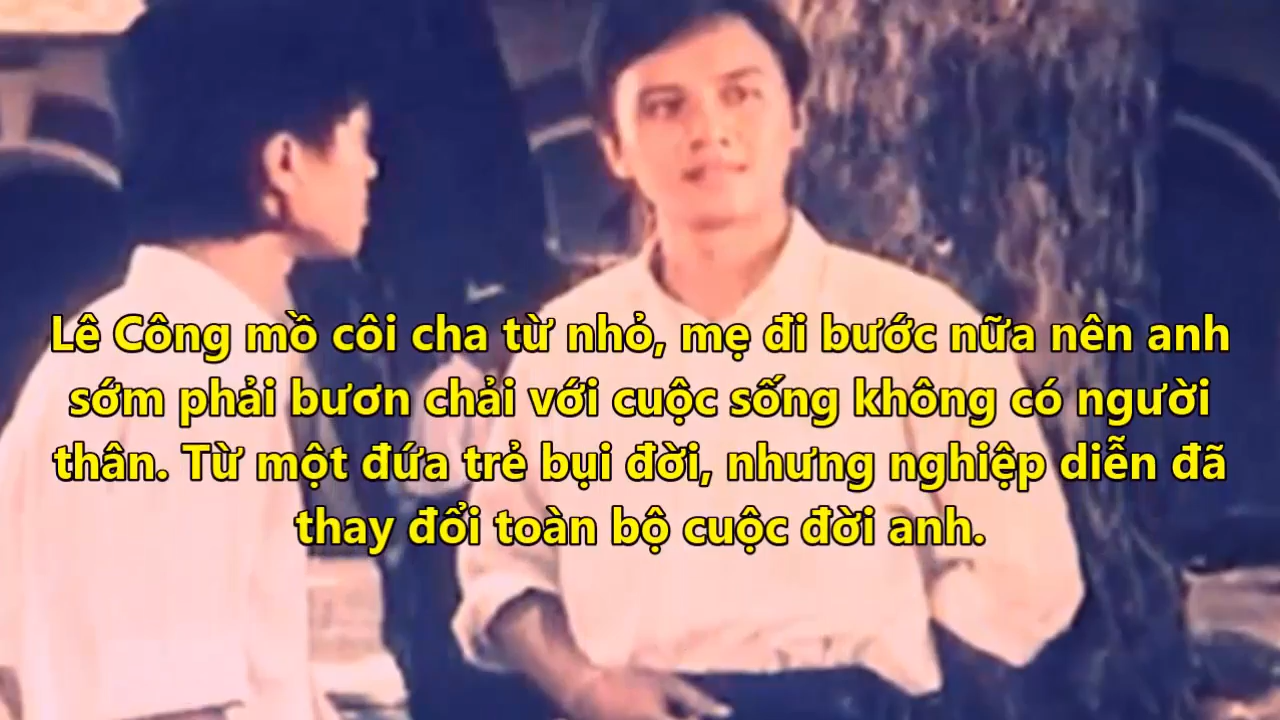 Lê Công mồ côi cha từ nhỏ, mẹ đi bước nữa nên anh
sớm phải bươn chải với cuộc sống không có người
thân. Từ một đứa trẻ bụi đời, nhưng nghiệp diễn đã
thay đổi toàn bộ cuộc đời anh.